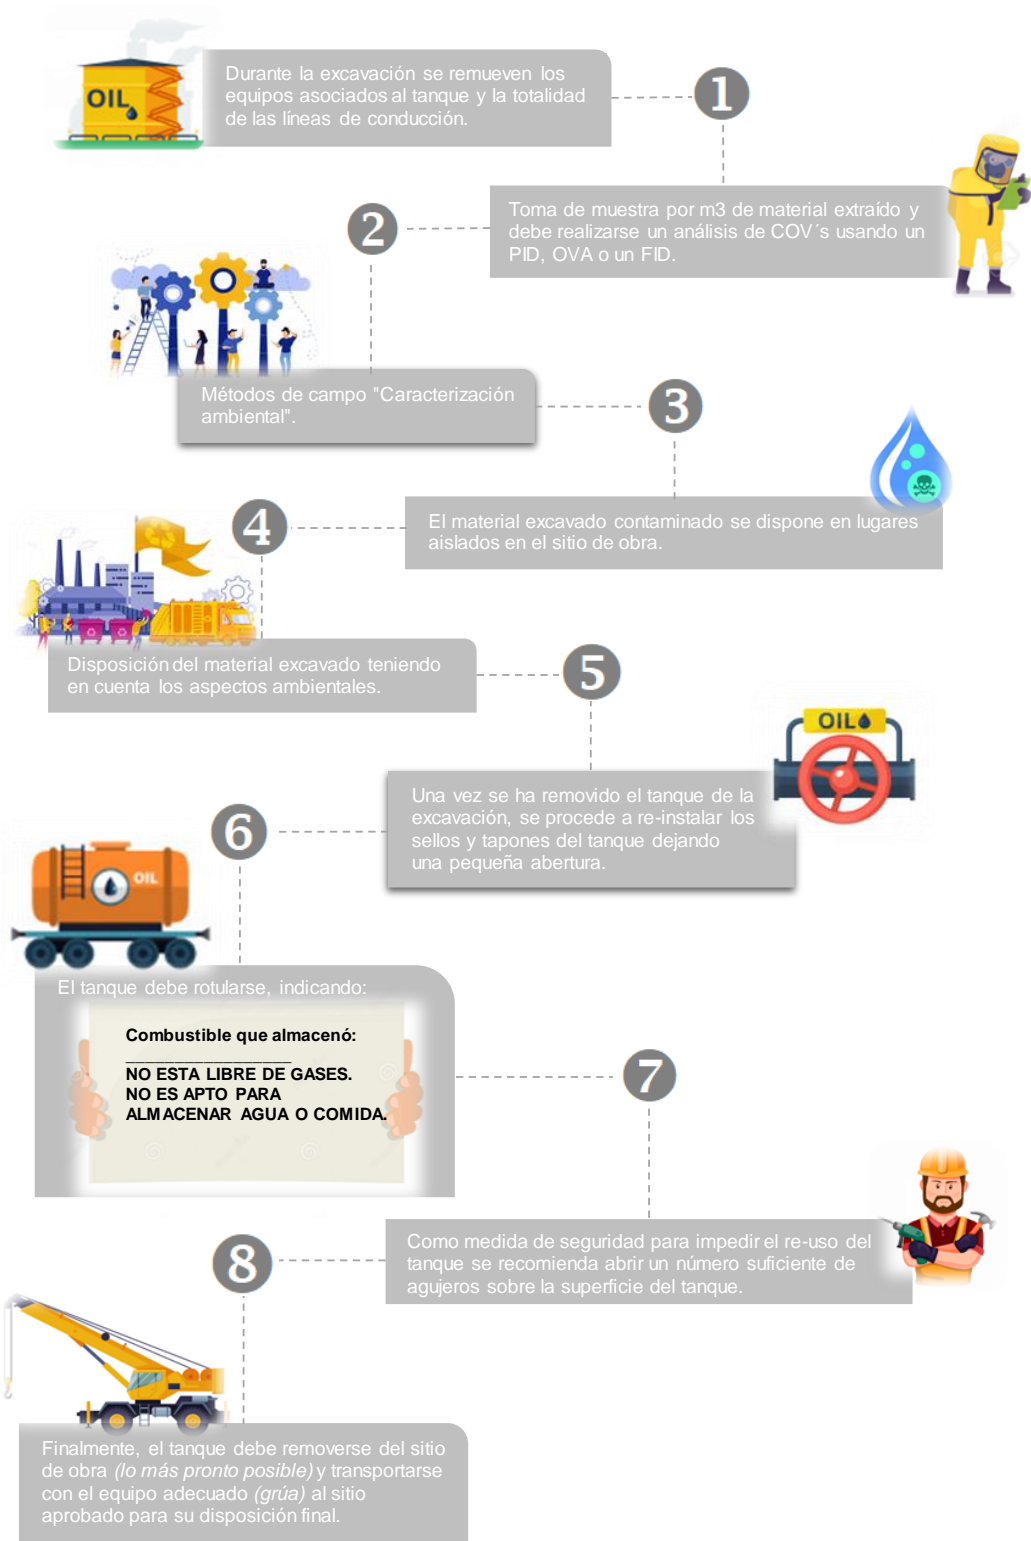 OIL
Durante la excavación se remueven los
equipos asociados al tanque y la totalidad
de las líneas de conducción.
1
Toma de muestra por m3 de material extraído y
debe realizarse un análisis de COV´s usando un
PID, OVA o un FID.
2
Métodos de campo "Caracterización
ambiental".
3
El material excavado contaminado se dispone en lugares
aislados en el sitio de obra.
4
Disposición del material excavado teniendo
en cuenta los aspectos ambientales.
5
OIL
Una vez se ha removido el tanque de la
excavación, se procede a re-instalar los
sellos y tapones del tanque dejando
una pequeña abertura.
6
OIL
El tanque debe rotularse, indicando:
Combustible que almacenó:
_________________
NO ESTA LIBRE DE GASES.
NO ES APTO PARA
ALMACENAR AGUA O COMIDA.
7
Como medida de seguridad para impedir el re-uso del
tanque se recomienda abrir un número suficiente de
agujeros sobre la superficie del tanque.
8
Finalmente, el tanque debe removerse del sitio
de obra (lo más pronto posible) y transportarse
con el equipo adecuado (grúa) al sitio
aprobado para su disposición final.